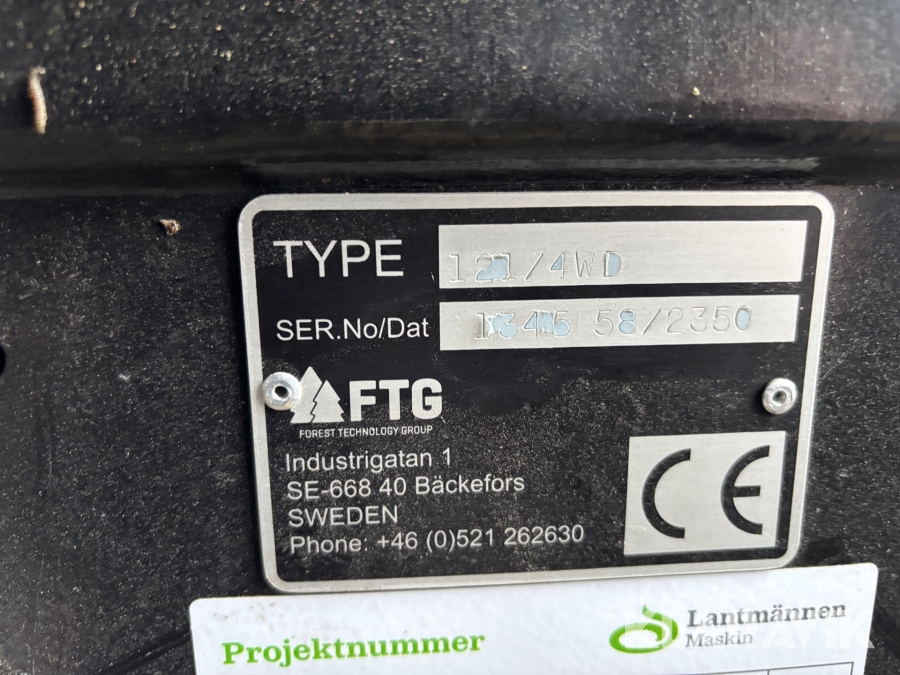 TYPE 121/4WD
SER.No/Dat 1345 58/2350
FTG
FOREST TECHNOLOGY GROUP
Industrigatan 1
SE-668 40 Bäckefors
SWEDEN
Phone: +46 (0)521 262630
CE
Projektnummer
Lantmännen
Maskin